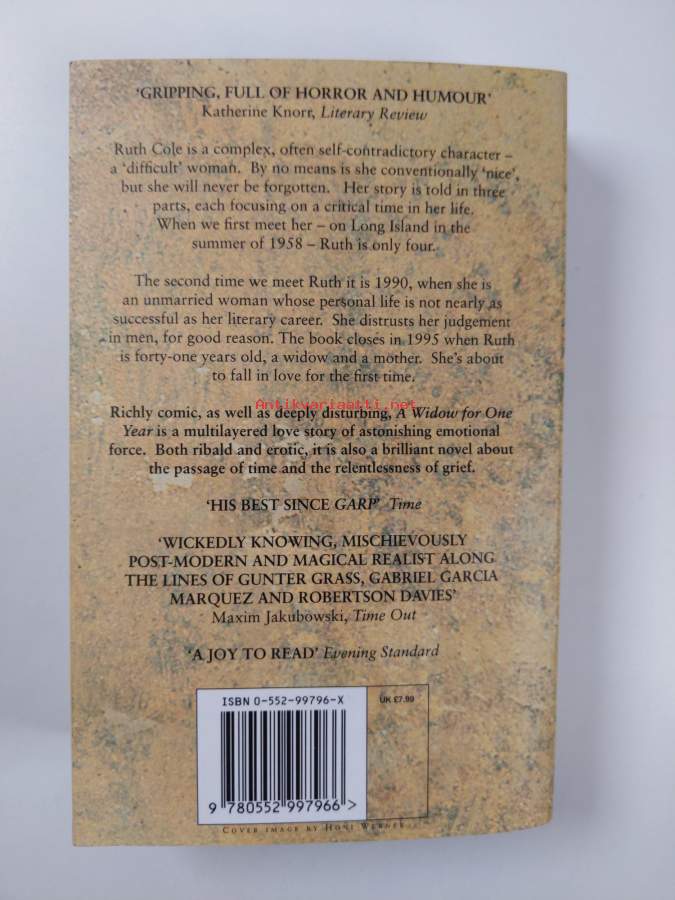 ‘GRIPPING, FULL OF HORROR AND HUMOUR’
Katherine Knorr, Literary Review
Ruth Cole is a complex, often self-contradictory character –
a ‘difficult’ woman. By no means is she conventionally ‘nice’,
but she will never be forgotten. Her story is told in three
parts, each focusing on a critical time in her life.
When we first meet her – on Long Island in the
summer of 1958 – Ruth is only four.
The second time we meet Ruth it is 1990, when she is
an unmarried woman whose personal life is not nearly as
successful as her literary career. She distrusts her judgement
in men, for good reason. The book closes in 1995 when Ruth
is forty-one years old, a widow and a mother. She’s about
to fall in love for the first time.
Antikvariaatti.net
Richly comic, as well as deeply disturbing, A Widow for One
Year is a multilayered love story of astonishing emotional
force. Both ribald and erotic, it is also a brilliant novel about
the passage of time and the relentlessness of grief.
‘HIS BEST SINCE GARP’ Time
‘WICKEDLY KNOWING, MISCHIEVOUSLY
POST-MODERN AND MAGICAL REALIST ALONG
THE LINES OF GUNTER GRASS, GABRIEL GARCIA
MARQUEZ AND ROBERTSON DAVIES’
Maxim Jakubowski, Time Out
‘A JOY TO READ’ Evening Standard
ISBN 0-552-99796-X
UK £7.99
9 780552 997966 >
COVER IMAGE BY HONI WERNER